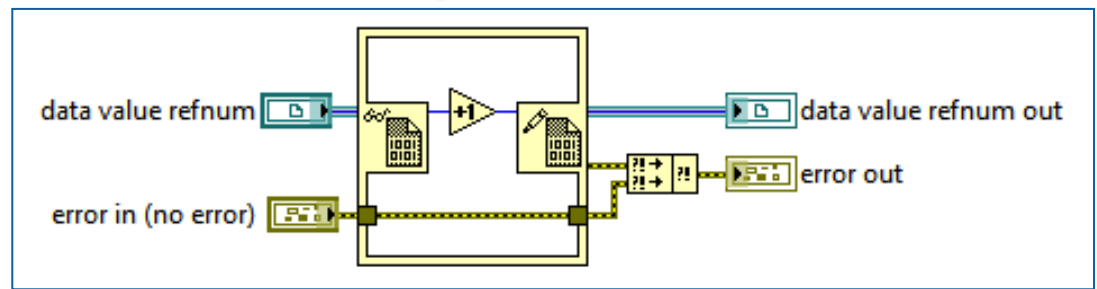 data value refnum
+1
data value refnum out
?!
?!
?!
error out
error in (no error)